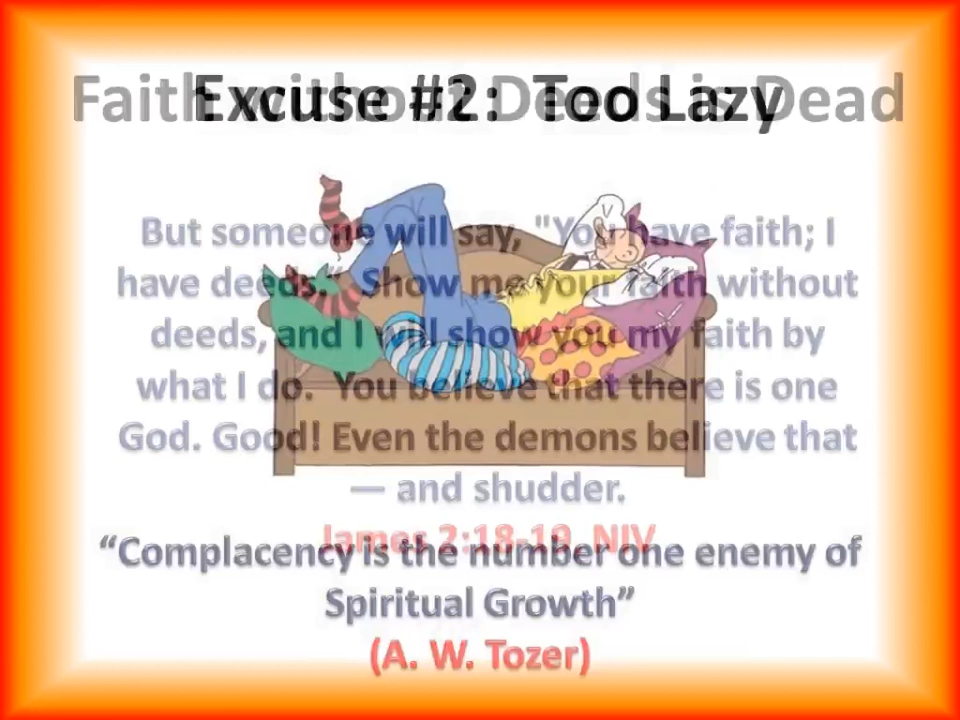 Faith without Deeds is Dead
Excuse #2: Too Lazy
But someone will say, "You have faith; I
have deeds." Show me your faith without
deeds, and I will show you my faith by
what I do. You believe that there is one
God. Good! Even the demons believe that
— and shudder.
James 2:18-19, NIV
“Complacency is the number one enemy of
Spiritual Growth”
(A. W. Tozer)